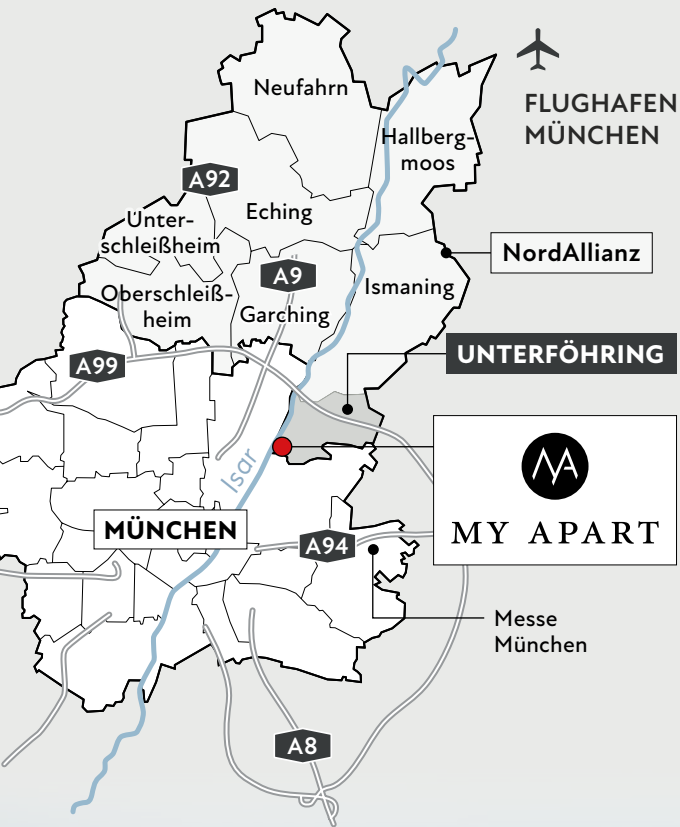 Neufahrn
FLUGHAFEN
MÜNCHEN
Hallberg-
moos
A92
Eching
Unter-
schleißheim
NordAllianz
A9
Ismaning
Oberschleiß-
heim
Garching
UNTERFÖHRING
A99
Isar
MY APART
MÜNCHEN
A94
Messe
München
A8